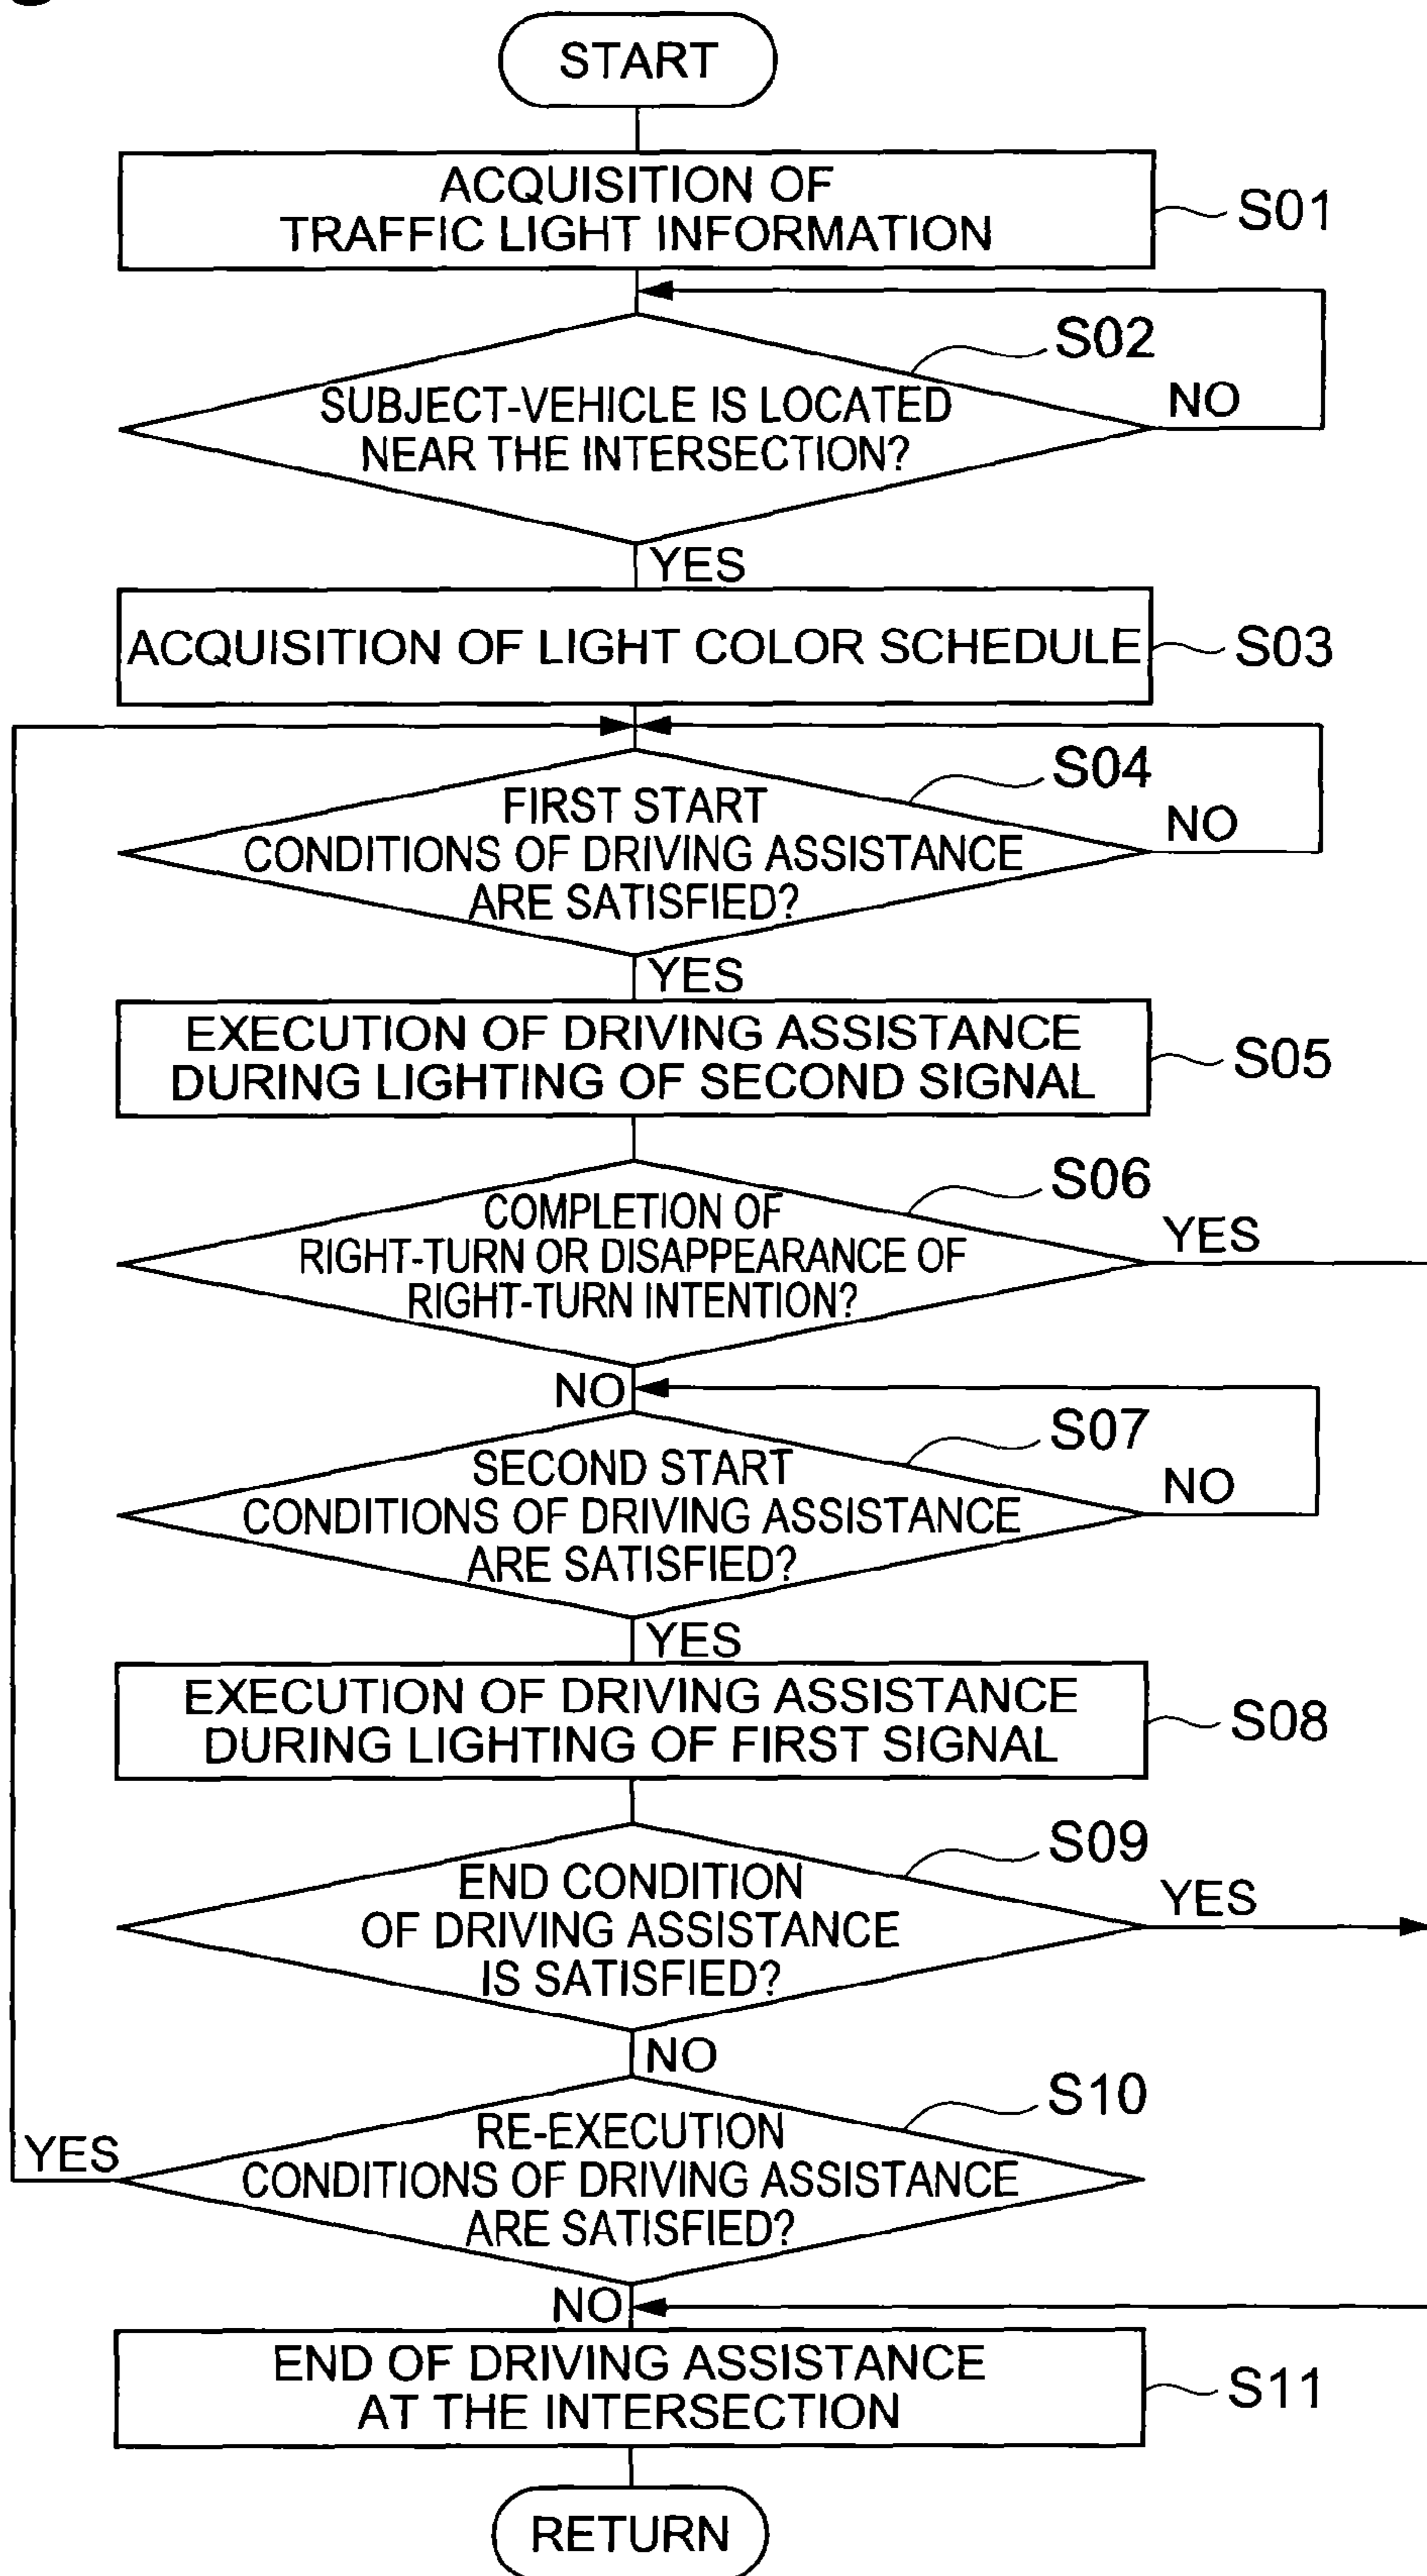 START
ACQUISITION OF
TRAFFIC LIGHT INFORMATION
S01
S02
SUBJECT-VEHICLE IS LOCATED
NEAR THE INTERSECTION?
NO
YES
ACQUISITION OF LIGHT COLOR SCHEDULE
S03
S04
FIRST START
CONDITIONS OF DRIVING ASSISTANCE
ARE SATISFIED?
NO
YES
EXECUTION OF DRIVING ASSISTANCE
DURING LIGHTING OF SECOND SIGNAL
S05
S06
COMPLETION OF
RIGHT-TURN OR DISAPPEARANCE OF
RIGHT-TURN INTENTION?
YES
NO
S07
SECOND START
CONDITIONS OF DRIVING ASSISTANCE
ARE SATISFIED?
NO
YES
EXECUTION OF DRIVING ASSISTANCE
DURING LIGHTING OF FIRST SIGNAL
S08
S09
END CONDITION
OF DRIVING ASSISTANCE
IS SATISFIED?
YES
NO
S10
RE-EXECUTION
CONDITIONS OF DRIVING ASSISTANCE
ARE SATISFIED?
YES
NO
END OF DRIVING ASSISTANCE
AT THE INTERSECTION
S11
RETURN